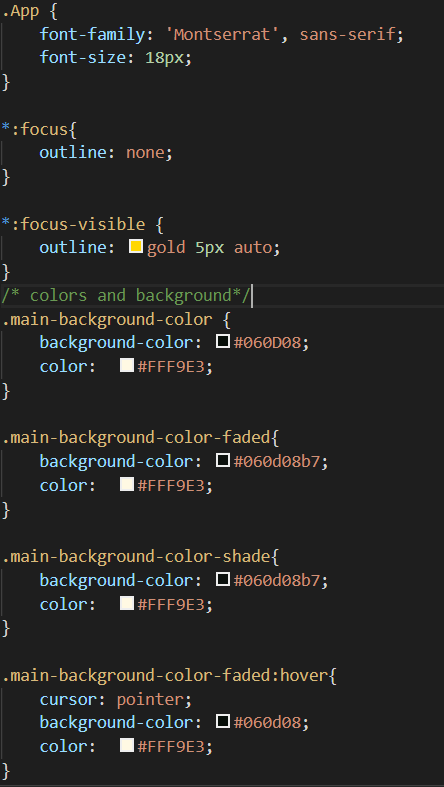 .App {
    font-family: 'Montserrat', sans-serif;
    font-size: 18px;
}

*:focus{
    outline: none;
}

*:focus-visible {
    outline: gold 5px auto;
}
/* colors and background*/
.main-background-color {
    background-color: #060D08;
    color:  #FFF9E3;
}

.main-background-color-faded{
    background-color: #060d08b7;
    color:  #FFF9E3;
}

.main-background-color-shade{
    background-color: #060d08b7;
    color:  #FFF9E3;
}

.main-background-color-faded:hover{
    cursor: pointer;
    background-color: #060d08;
    color:  #FFF9E3;
}